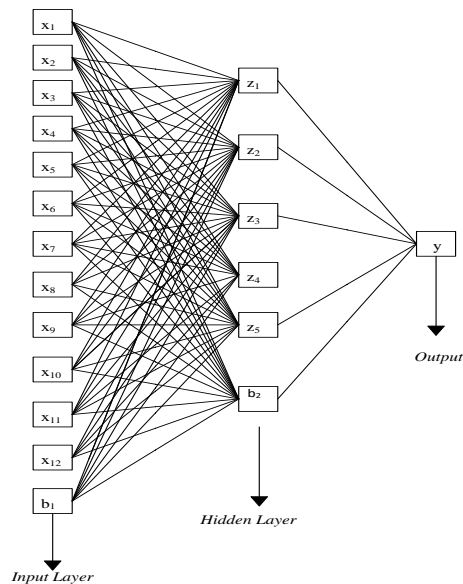 x₁
x₂
x₃
x₄
x₅
x₆
x₇
x₈
x₉
x₁₀
x₁₁
x₁₂
b₁
Input Layer
z₁
z₂
z₃
z₄
z₅
b₂
Hidden Layer
y
Output